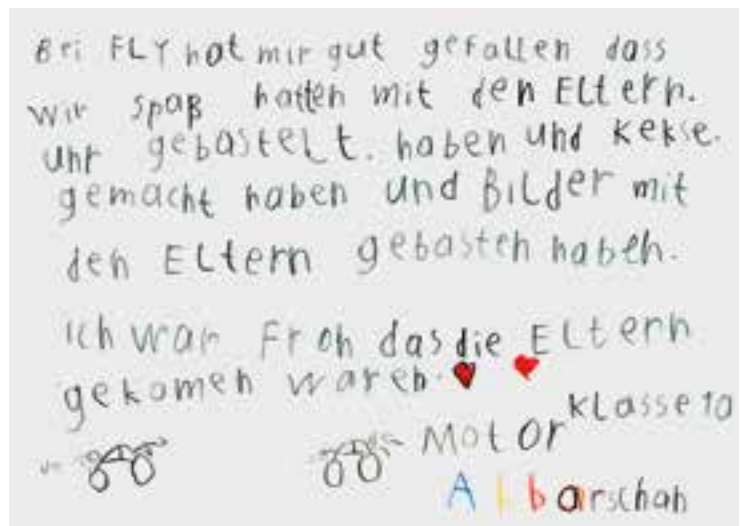 Bei FLY hat mir gut gefallen dass
wir spaß hatten mit den Eltern.
Uhr gebastelt. haben und Kekse.
gemacht haben und Bilder mit
den Eltern gebasteh haben.
ich war Froh das die Eltern
gekomen waren.
Klasse 1a
Motor
Albarschah